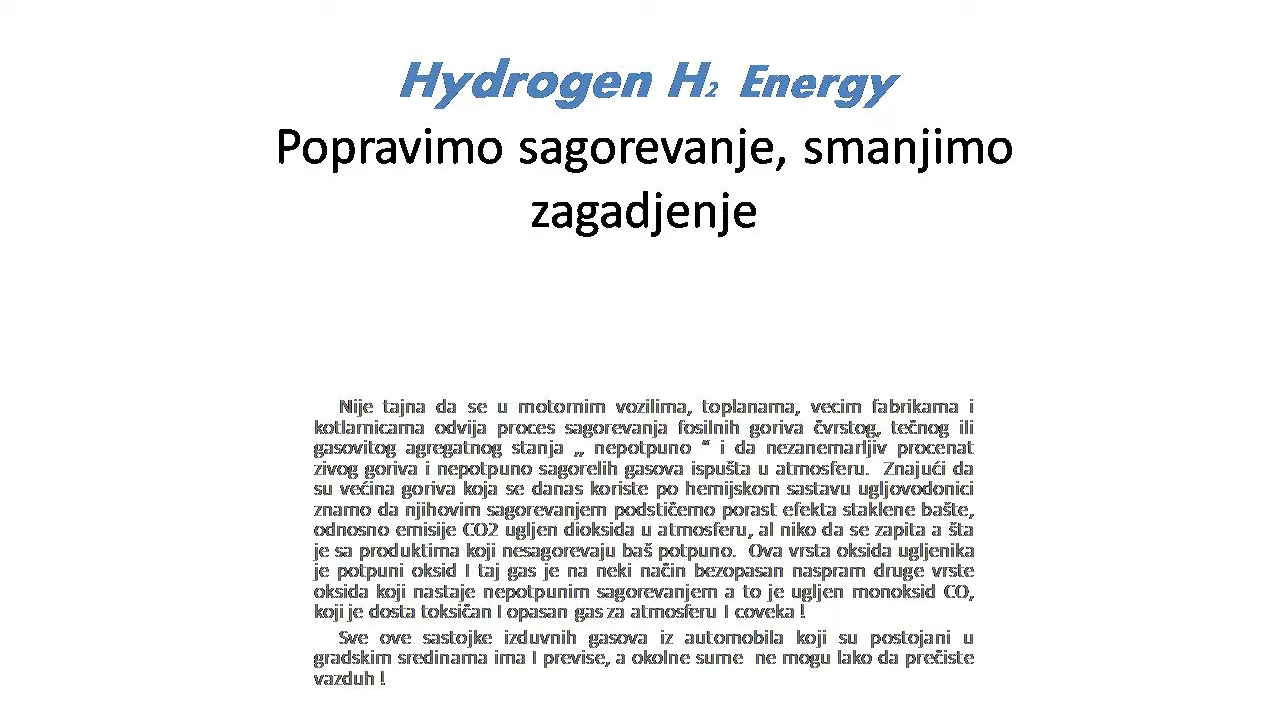 Hydrogen H2 Energy
Popravimo sagorevanje, smanjimo
zagadjenje
Nije tajna da se u motornim vozilima, toplanama, vecim fabrikama i
kotlarnicama odvija proces sagorevanja fosilnih goriva čvrstog, tečnog ili
gasovitog agregatnog stanja „ nepotpuno “ i da nezanemarljiv procenat
zivog goriva i nepotpuno sagorelih gasova ispušta u atmosferu. Znajući da
su većina goriva koja se danas koriste po hemijskom sastavu ugljovodonici
znamo da njihovim sagorevanjem podstičemo porast efekta staklene bašte,
odnosno emisije CO2 ugljen dioksida u atmosferu, al niko da se zapita a šta
je sa produktima koji nesagorevaju baš potpuno. Ova vrsta oksida ugljenika
je potpuni oksid I taj gas je na neki način bezopasan naspram druge vrste
oksida koji nastaje nepotpunim sagorevanjem a to je ugljen monoksid CO,
koji je dosta toksičan I opasan gas za atmosferu I coveka !
Sve ove sastojke izduvnih gasova iz automobila koji su postojani u
gradskim sredinama ima I previse, a okolne sume ne mogu lako da prečiste
vazduh !